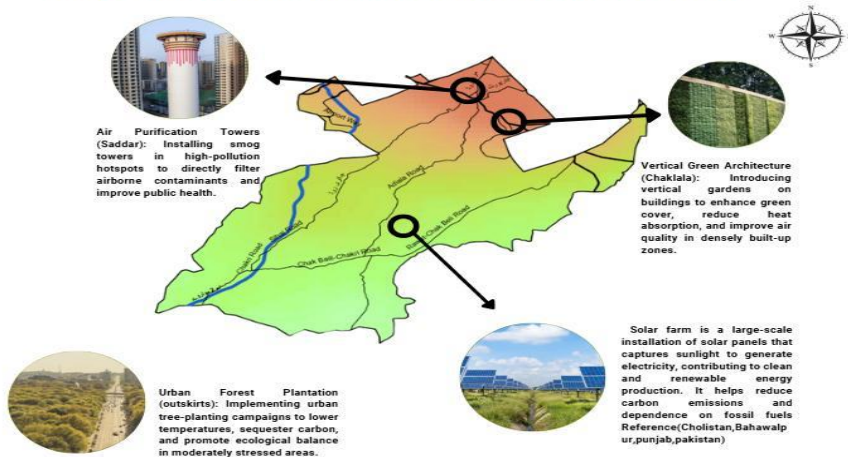 N
W
E
S
Air Purification Towers
(Saddar): Installing smog
towers in high-pollution
hotspots to directly filter
airborne contaminants and
improve public health.
Vertical Green Architecture
(Chaklala): Introducing
vertical gardens on
buildings to enhance green
cover, reduce heat
absorption, and improve air
quality in densely built-up
zones.
Adiala Road
Chakri Road
Chak Beli-Chakri Road
Solar farm is a large-scale
installation of solar panels that
captures sunlight to generate
electricity, contributing to clean
and renewable energy
production. It helps reduce
carbon emissions and
dependence on fossil fuels
Reference(Cholistan,Bahawalp
ur,punjab,pakistan)
Urban Forest Plantation
(outskirts): Implementing urban
tree-planting campaigns to lower
temperatures, sequester carbon,
and promote ecological balance
in moderately stressed areas.